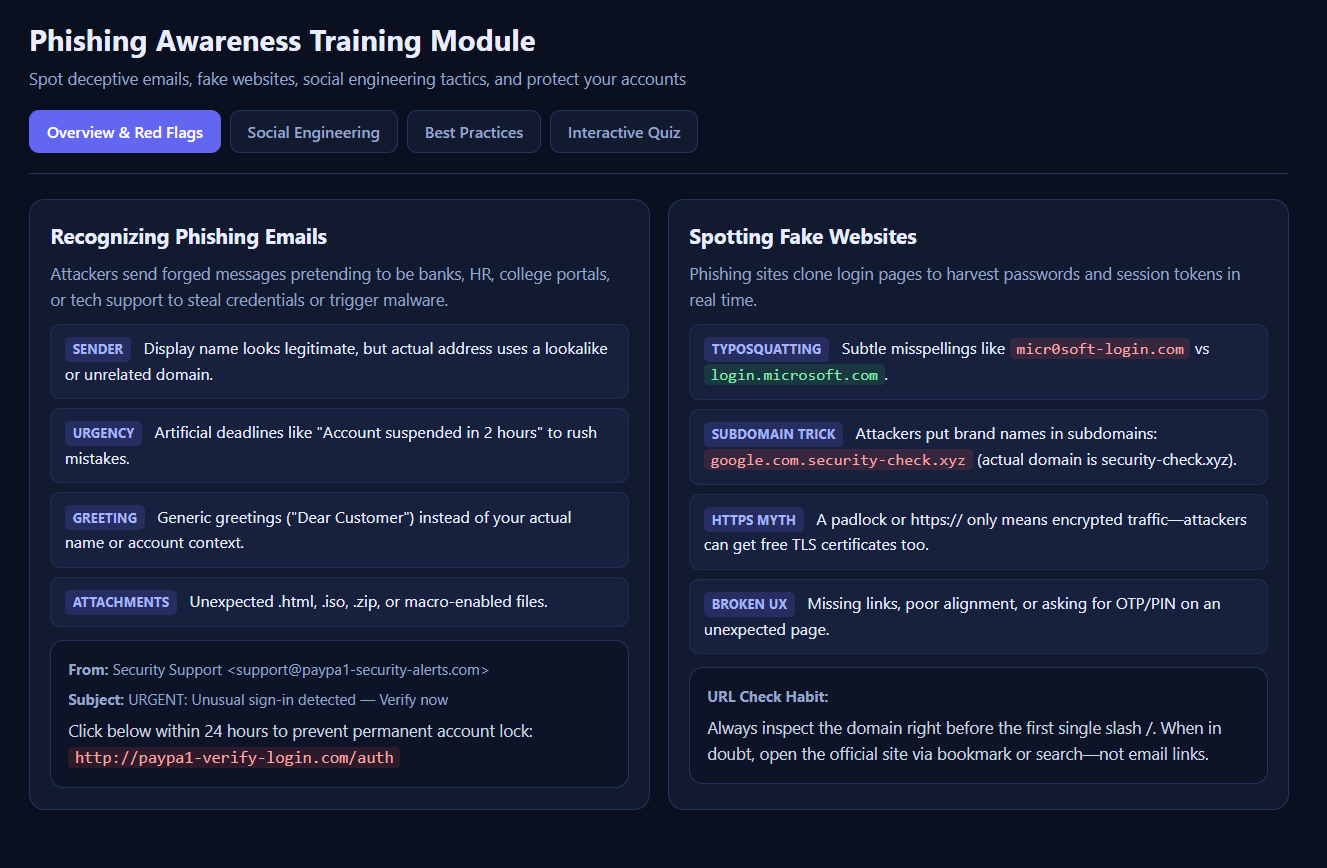 Phishing Awareness Training Module
Spot deceptive emails, fake websites, social engineering tactics, and protect your accounts
Overview & Red Flags
Social Engineering
Best Practices
Interactive Quiz
Recognizing Phishing Emails
Attackers send forged messages pretending to be banks, HR, college portals,
or tech support to steal credentials or trigger malware.
SENDER Display name looks legitimate, but actual address uses a lookalike
or unrelated domain.
URGENCY Artificial deadlines like "Account suspended in 2 hours" to rush
mistakes.
GREETING Generic greetings ("Dear Customer") instead of your actual
name or account context.
ATTACHMENTS Unexpected .html, .iso, .zip, or macro-enabled files.
From: Security Support <support@paypa1-security-alerts.com>
Subject: URGENT: Unusual sign-in detected — Verify now
Click below within 24 hours to prevent permanent account lock:
http://paypa1-verify-login.com/auth
Spotting Fake Websites
Phishing sites clone login pages to harvest passwords and session tokens in
real time.
TYPOSQUATTING Subtle misspellings like micr0soft-login.com vs
login.microsoft.com.
SUBDOMAIN TRICK Attackers put brand names in subdomains:
google.com.security-check.xyz (actual domain is security-check.xyz).
HTTPS MYTH A padlock or https:// only means encrypted traffic—attackers
can get free TLS certificates too.
BROKEN UX Missing links, poor alignment, or asking for OTP/PIN on an
unexpected page.
URL Check Habit:
Always inspect the domain right before the first single slash /. When in
doubt, open the official site via bookmark or search—not email links.